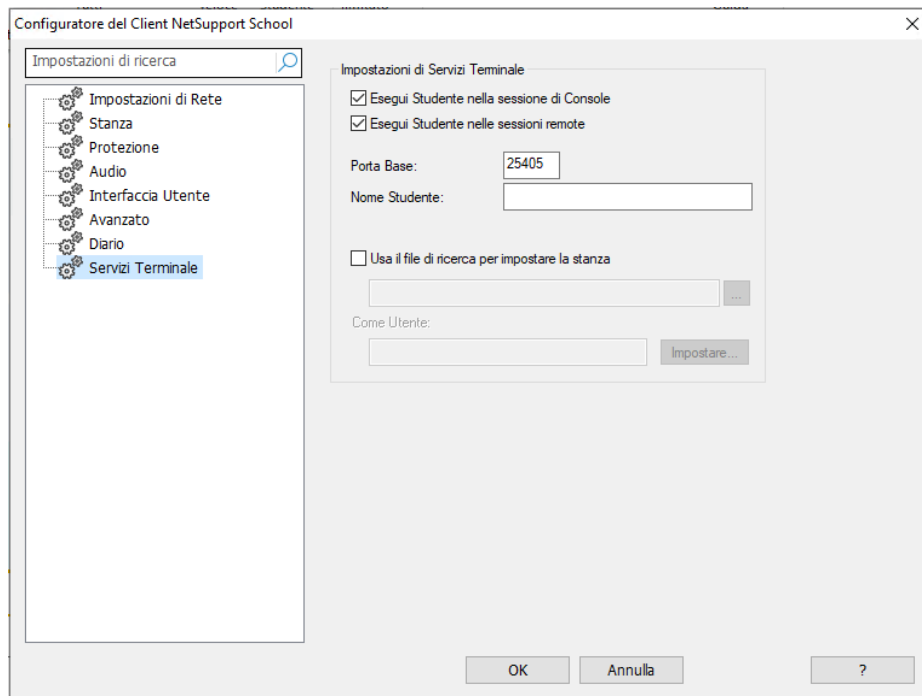 Configuratore del Client NetSupport School
Impostazioni di ricerca
Impostazioni di Rete
Stanza
Protezione
Audio
Interfaccia Utente
Avanzato
Diario
Servizi Terminale
Impostazioni di Servizi Terminale
Esegui Studente nella sessione di Console
Esegui Studente nelle sessioni remote
Porta Base: 25405
Nome Studente:
Usa il file di ricerca per impostare la stanza
...
Come Utente:
Impostare...
OK Annulla ?